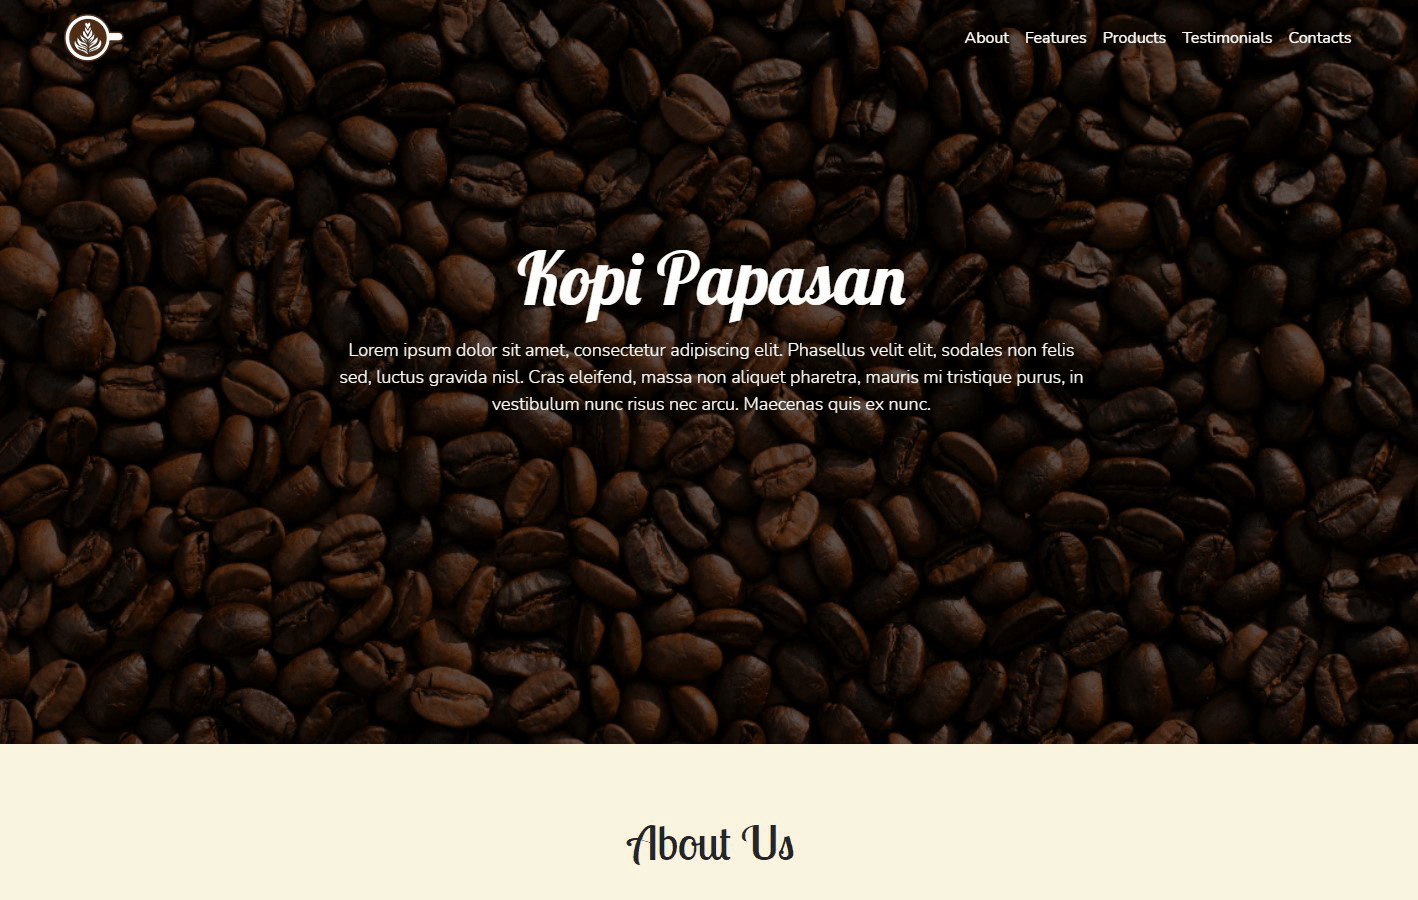 About Features Products Testimonials Contacts
Kopi Papasan
Lorem ipsum dolor sit amet, consectetur adipiscing elit. Phasellus velit elit, sodales non felis
sed, luctus gravida nisl. Cras eleifend, massa non aliquet pharetra, mauris mi tristique purus, in
vestibulum nunc risus nec arcu. Maecenas quis ex nunc.
About Us